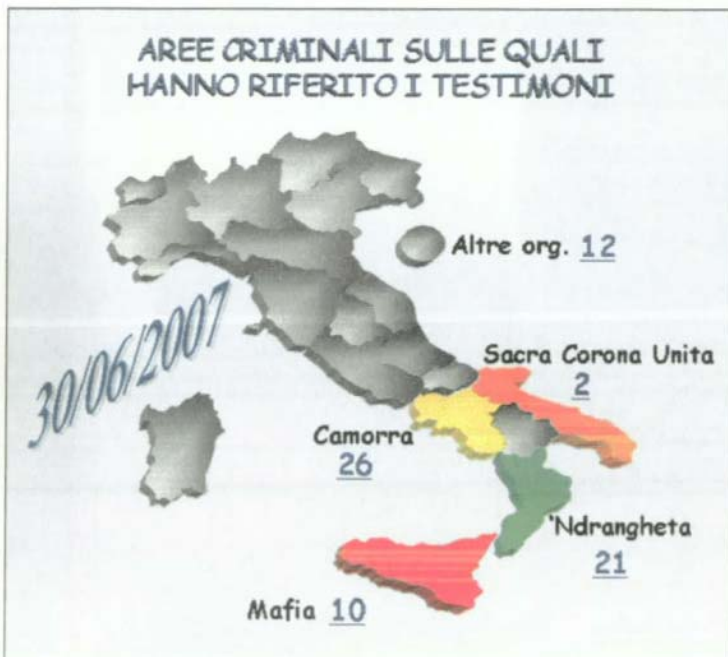 AREE CRIMINALI SULLE QUALI
HANNO RIFERITO I TESTIMONI
Altre org. 12
30/06/2007
Sacra Corona Unita
2
Camorra
26
'Ndrangheta
21
Mafia 10